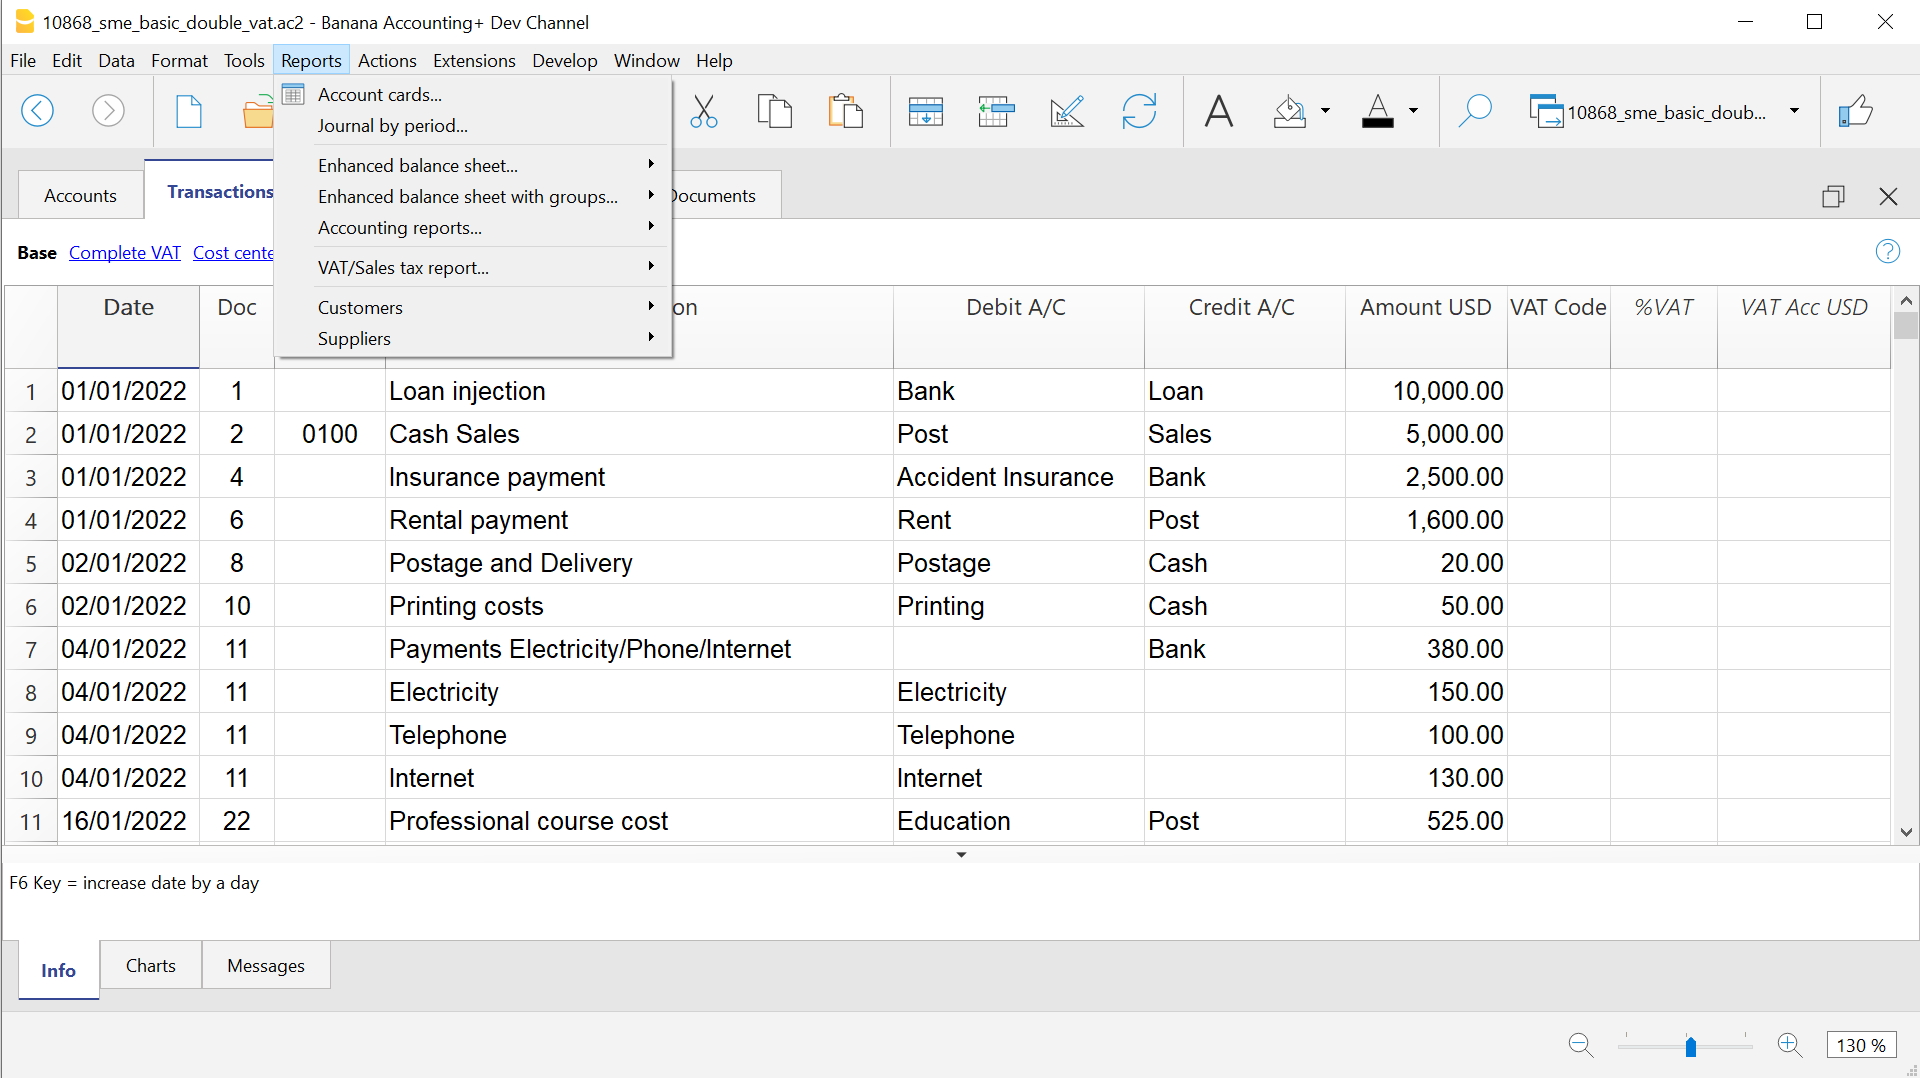 10868_sme_basic_double_vat.ac2 - Banana Accounting+ Dev Channel
File Edit Data Format Tools Reports Actions Extensions Develop Window Help
10868_sme_basic_doub...
Account cards...
Journal by period...
Enhanced balance sheet...
Enhanced balance sheet with groups...
Accounting reports...
VAT/Sales tax report...
Customers
Suppliers
Accounts Transactions Documents
Base Complete VAT Cost cente
Date Doc on Debit A/C Credit A/C Amount USD VAT Code %VAT VAT Acc USD
1 01/01/2022 1 Loan injection Bank Loan 10,000.00
2 01/01/2022 2 0100 Cash Sales Post Sales 5,000.00
3 01/01/2022 4 Insurance payment Accident Insurance Bank 2,500.00
4 01/01/2022 6 Rental payment Rent Post 1,600.00
5 02/01/2022 8 Postage and Delivery Postage Cash 20.00
6 02/01/2022 10 Printing costs Printing Cash 50.00
7 04/01/2022 11 Payments Electricity/Phone/Internet Bank 380.00
8 04/01/2022 11 Electricity Electricity 150.00
9 04/01/2022 11 Telephone Telephone 100.00
10 04/01/2022 11 Internet Internet 130.00
11 16/01/2022 22 Professional course cost Education Post 525.00
F6 Key = increase date by a day
Info Charts Messages
130 %